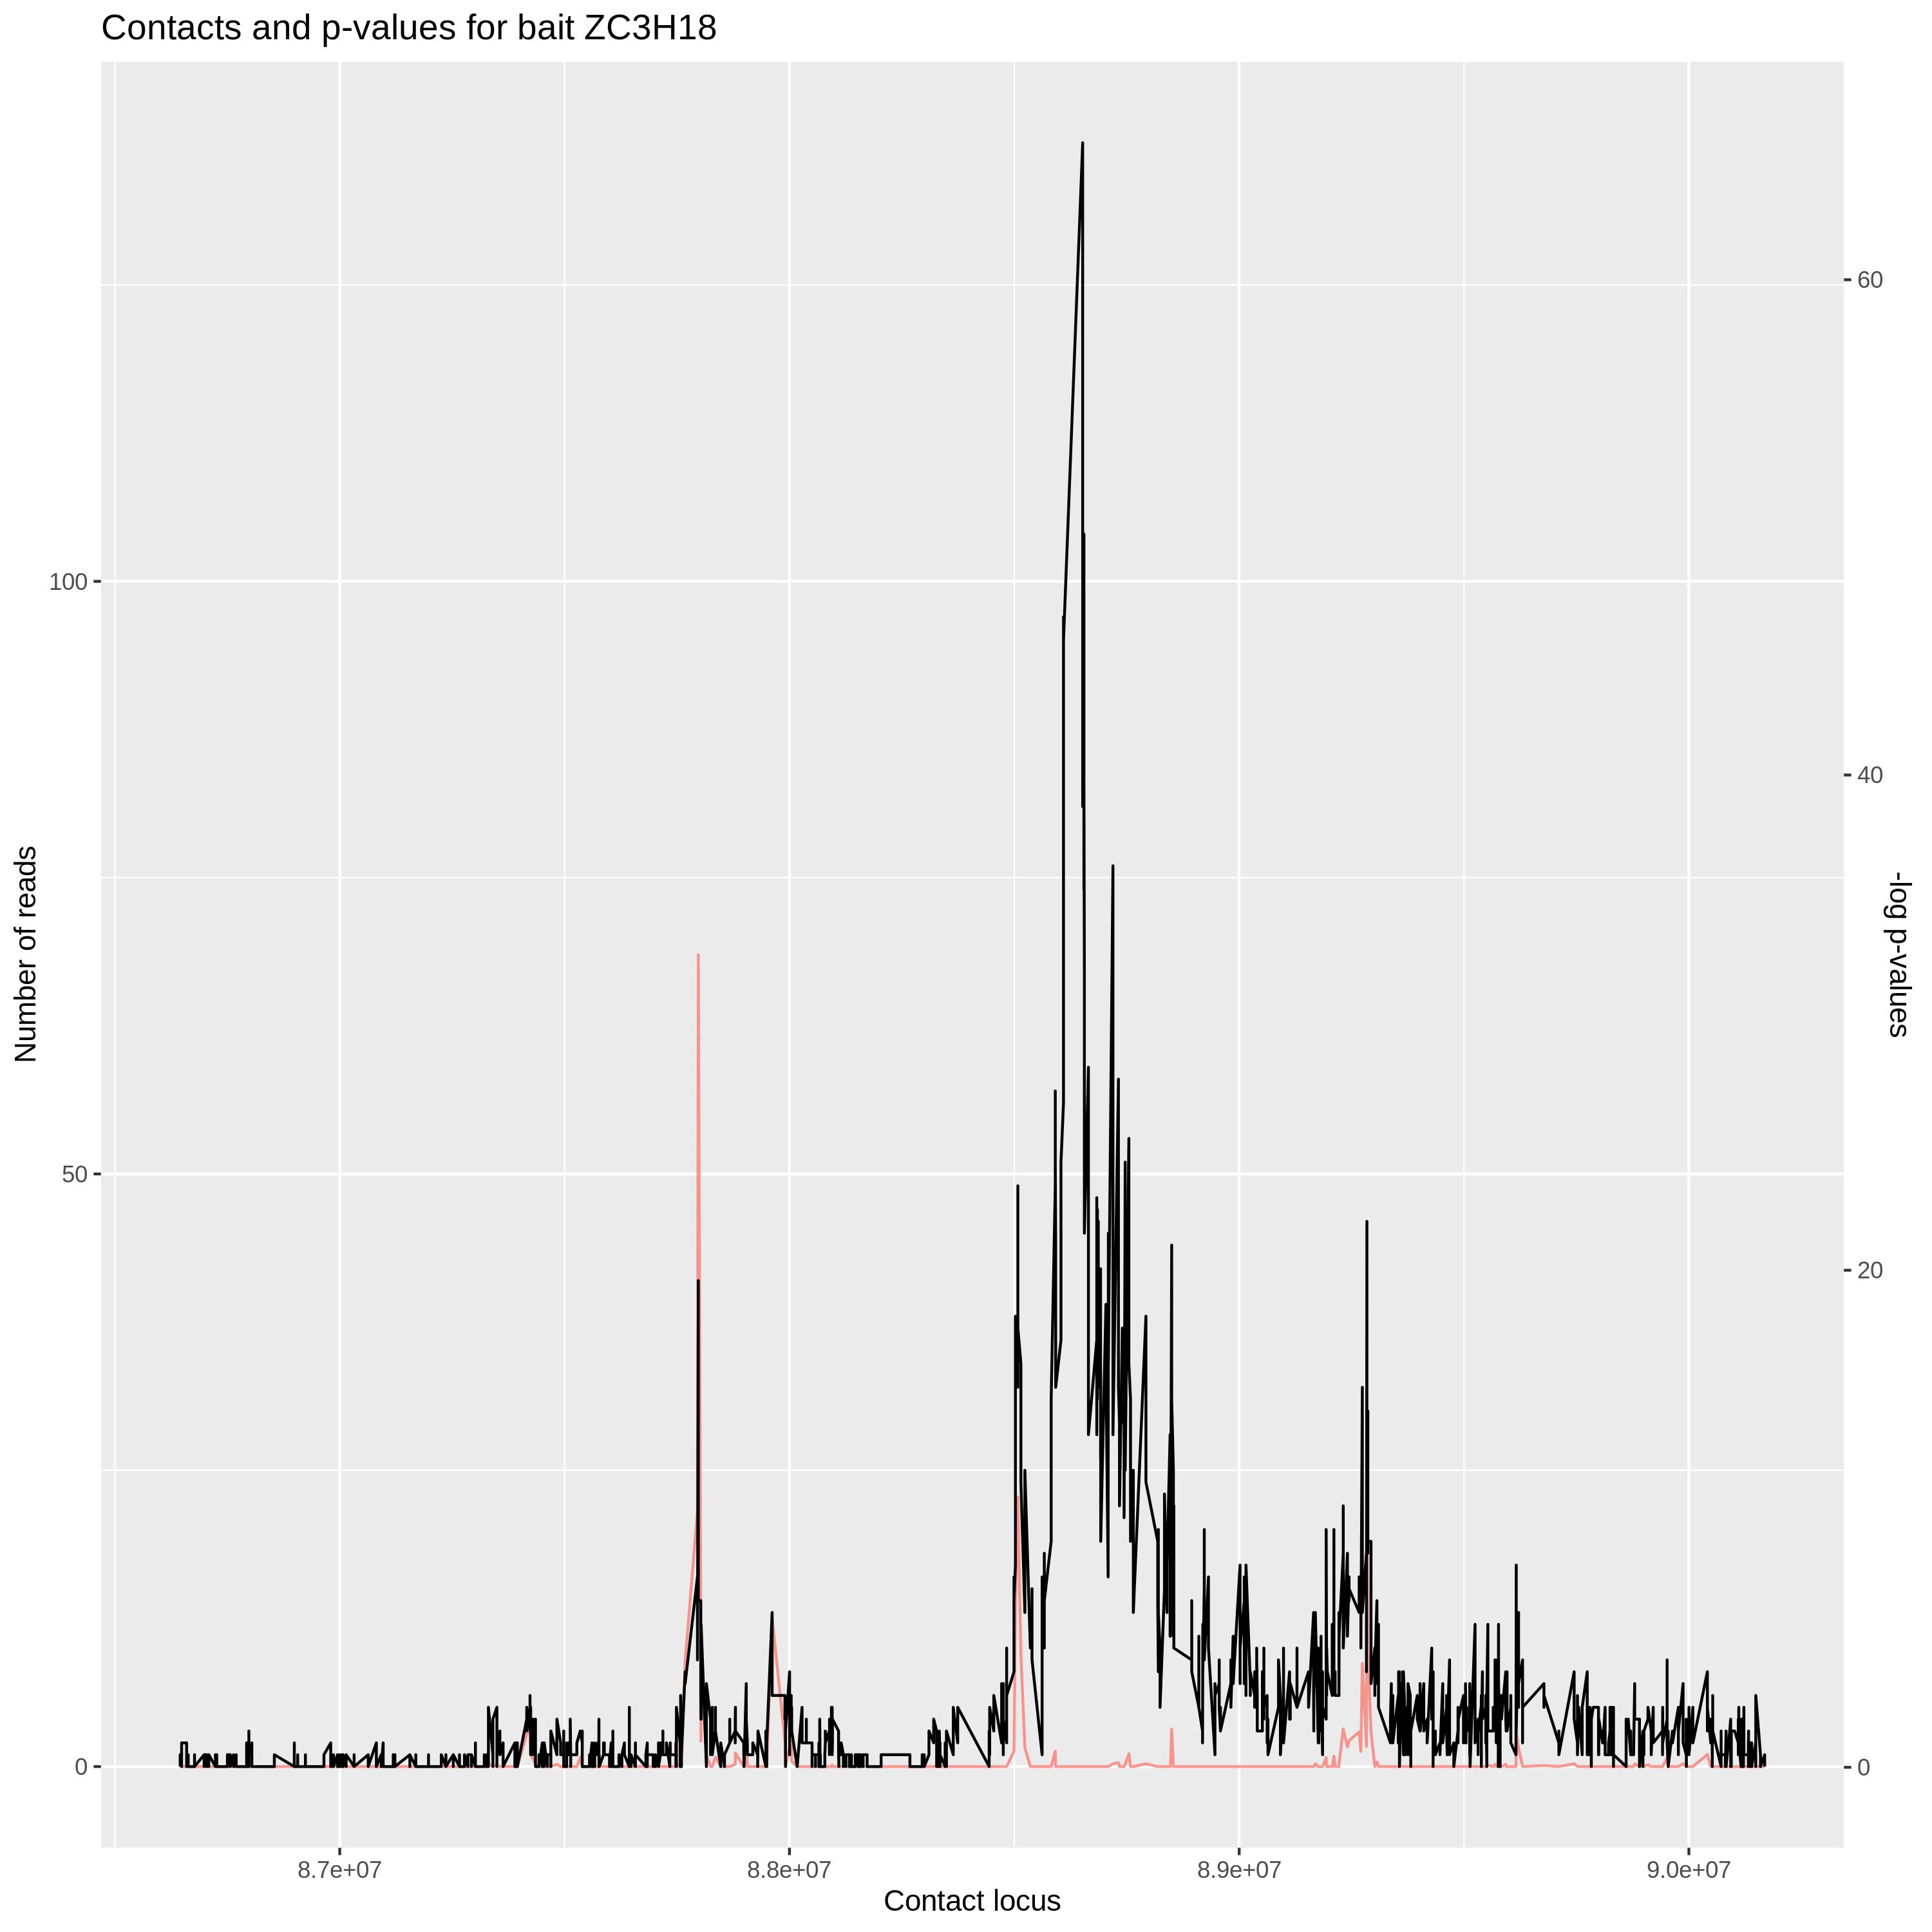 Contacts and p-values for bait ZC3H18
Number of reads
100
50
0
60
40
20
0
-log p-values
8.7e+07 8.8e+07 8.9e+07 9.0e+07
Contact locus